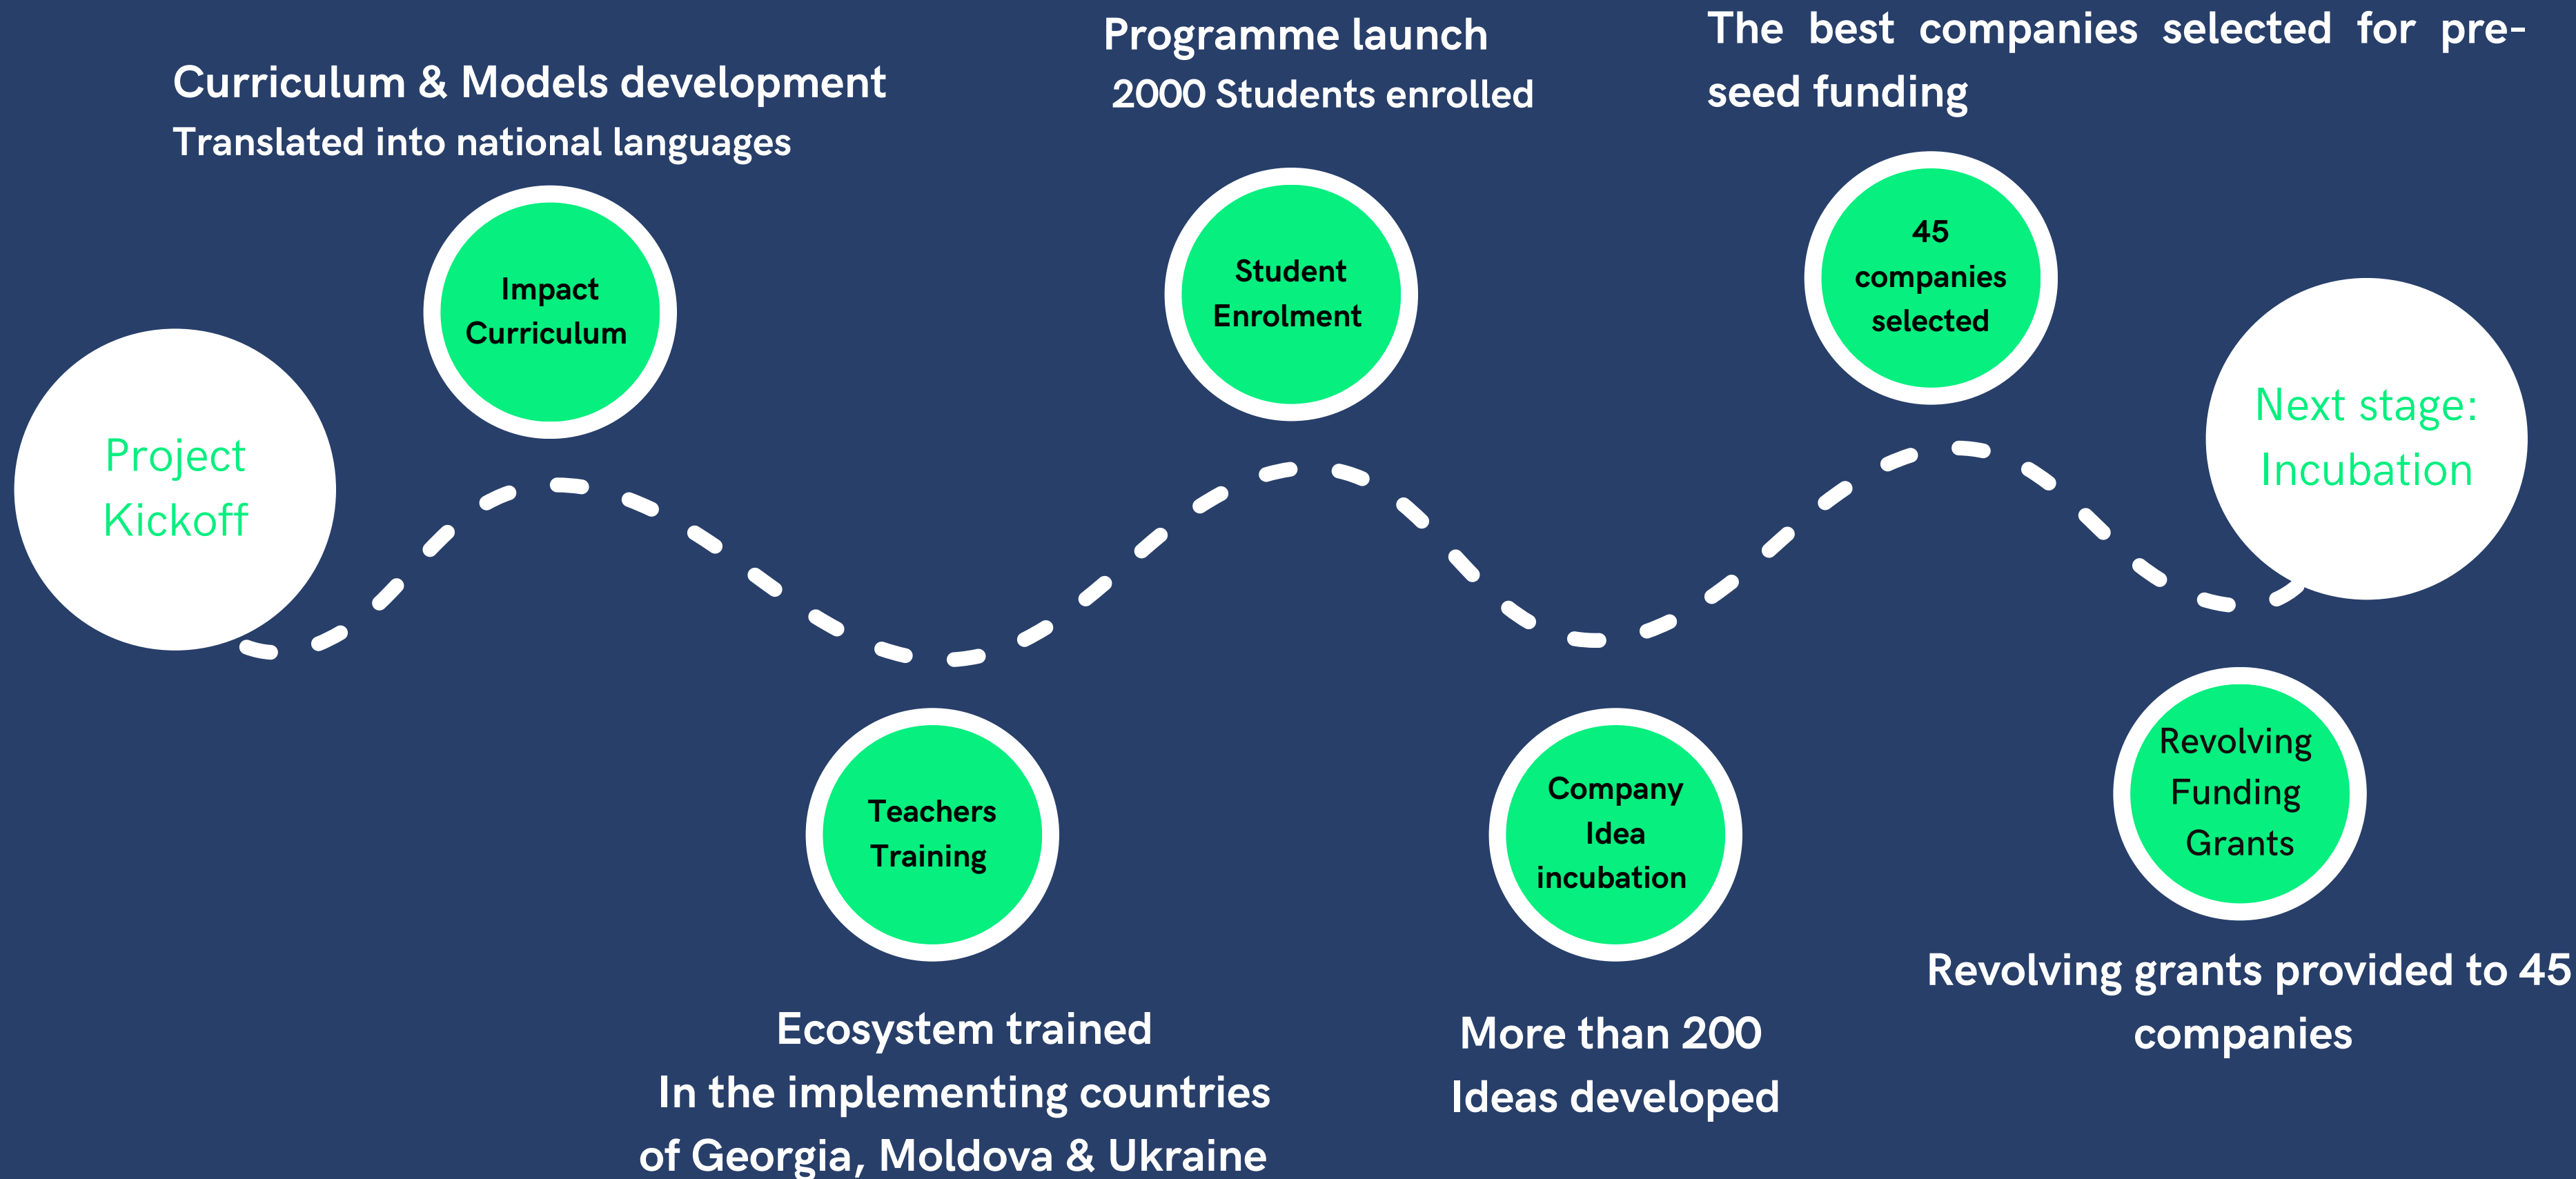 Project
Kickoff
Curriculum & Models development
Translated into national languages
Impact
Curriculum
Teachers
Training
Ecosystem trained
In the implementing countries
of Georgia, Moldova & Ukraine
Programme launch
2000 Students enrolled
Student
Enrolment
Company
Idea
incubation
More than 200
Ideas developed
The best companies selected for pre-
seed funding
45
companies
selected
Revolving
Funding
Grants
Revolving grants provided to 45
companies
Next stage:
Incubation